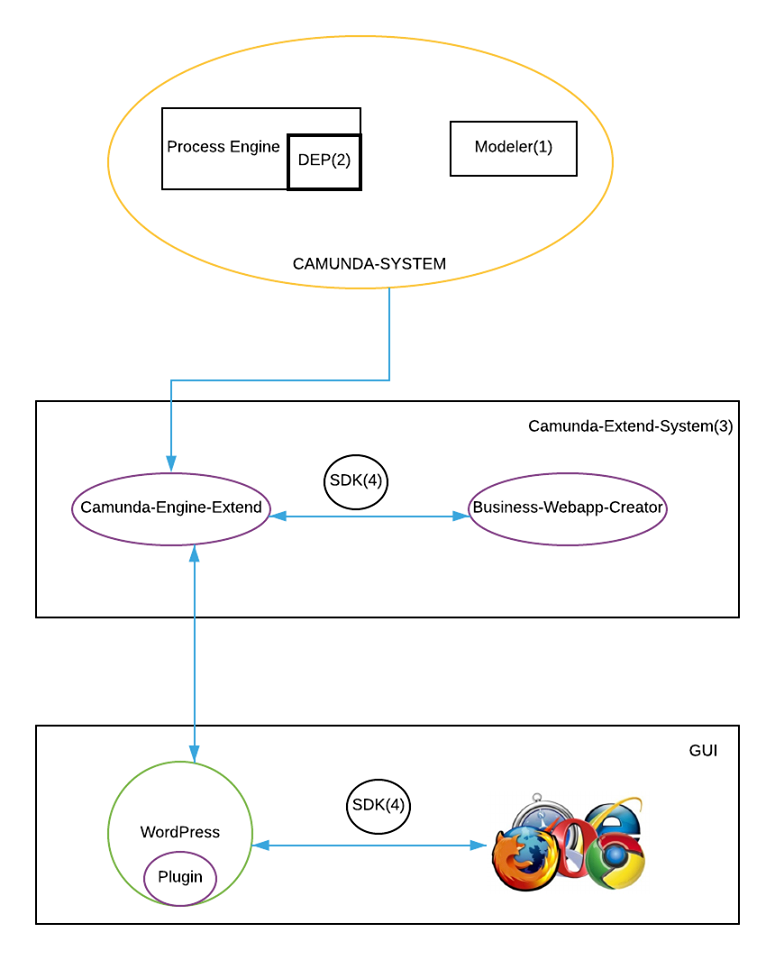 Process Engine
DEP(2)
Modeler(1)
CAMUNDA-SYSTEM
Camunda-Extend-System(3)
SDK(4)
Camunda-Engine-Extend
Business-Webapp-Creator
GUI
SDK(4)
WordPress
Plugin